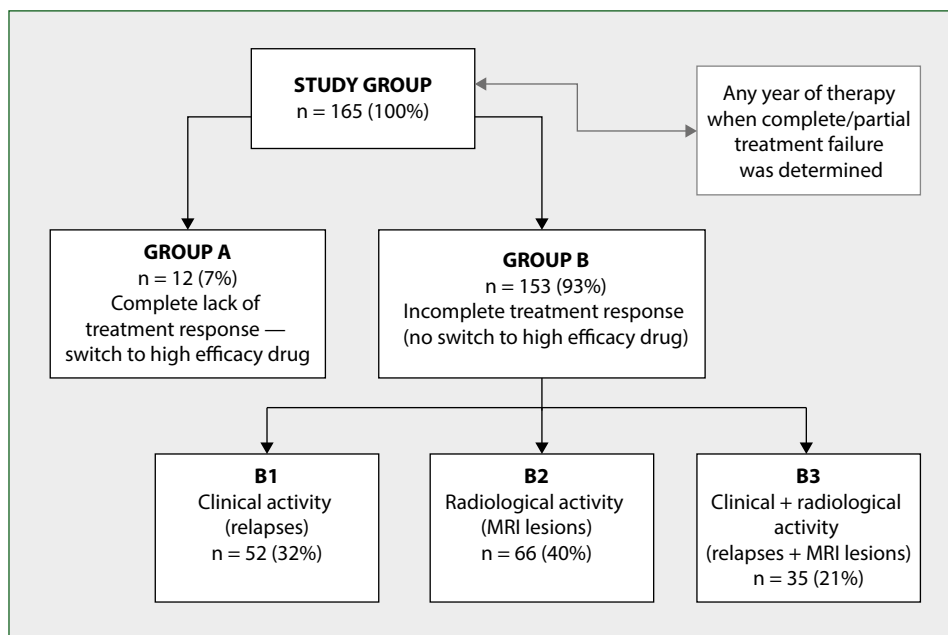 STUDY GROUP
n = 165 (100%)
Any year of therapy
when complete/partial
treatment failure
was determined
GROUP A
n = 12 (7%)
Complete lack of
treatment response —
switch to high efficacy drug
GROUP B
n = 153 (93%)
Incomplete treatment response
(no switch to high efficacy drug)
B1
Clinical activity
(relapses)
n = 52 (32%)
B2
Radiological activity
(MRI lesions)
n = 66 (40%)
B3
Clinical + radiological
activity
(relapses + MRI lesions)
n = 35 (21%)